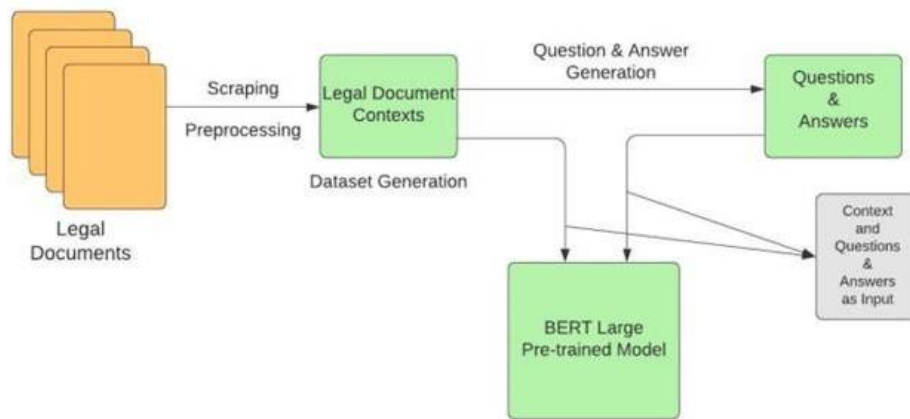 Legal
Documents
Scraping
Preprocessing
Legal Document
Contexts
Dataset Generation
Question & Answer
Generation
Questions
&
Answers
Context
and
Questions
&
Answers
as Input
BERT Large
Pre-trained Model